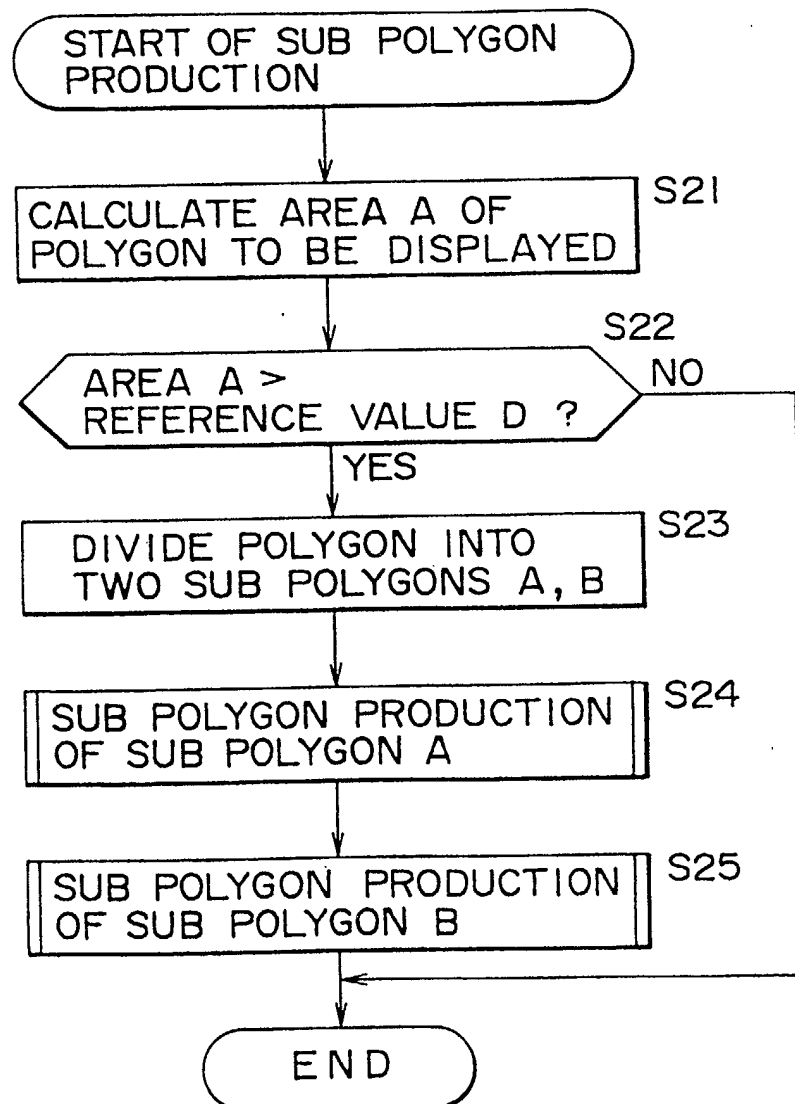 START OF SUB POLYGON
PRODUCTION
S21
CALCULATE AREA A OF
POLYGON TO BE DISPLAYED
S22
AREA A >
REFERENCE VALUE D ?
NO
YES
S23
DIVIDE POLYGON INTO
TWO SUB POLYGONS A, B
S24
SUB POLYGON PRODUCTION
OF SUB POLYGON A
S25
SUB POLYGON PRODUCTION
OF SUB POLYGON B
END